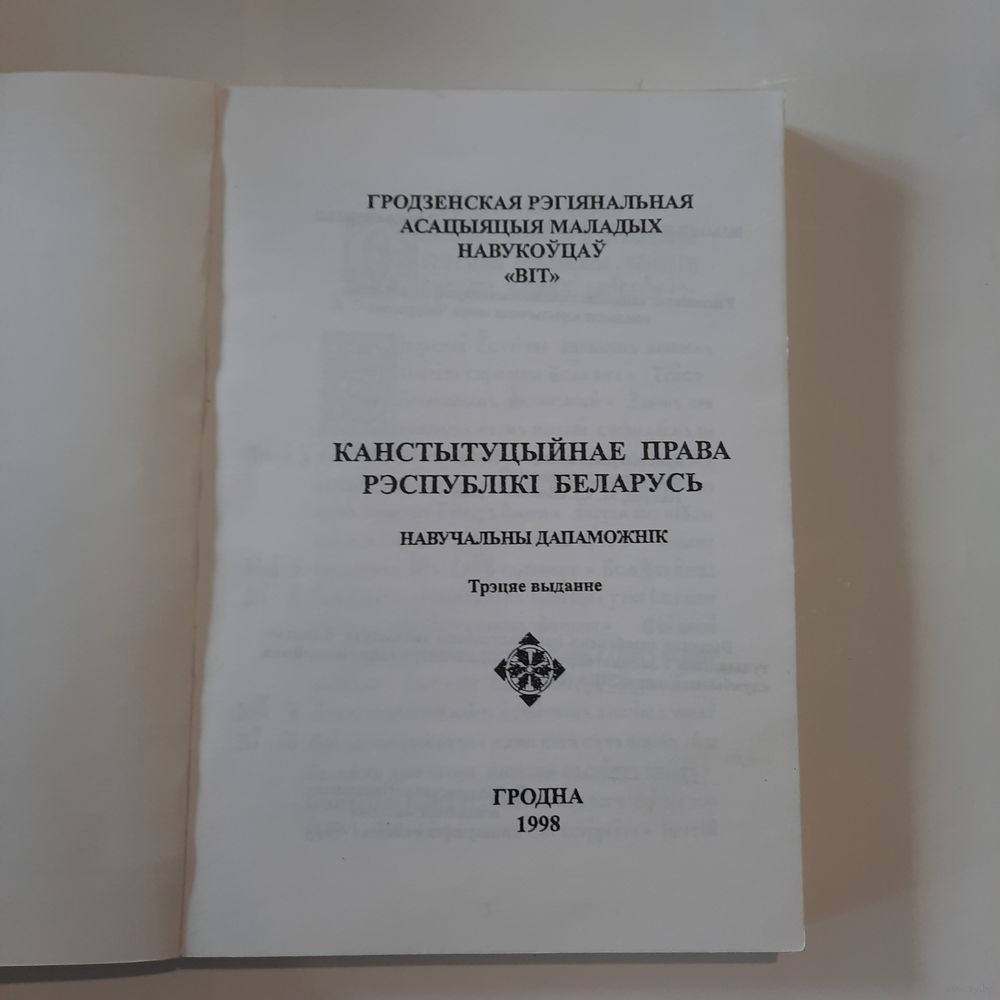 ГРОДЗЕНСКАЯ РЭГІЯНАЛЬНАЯ
АСАЦЫЯЦЫЯ МАЛАДЫХ
НАВУКОЎЦАЎ
«ВІТ»
КАНСТЫТУЦЫЙНАЕ ПРАВА
РЭСПУБЛІКІ БЕЛАРУСЬ
НАВУЧАЛЬНЫ ДАПАМОЖНІК
Трэцяе выданне
ГРОДНА
1998